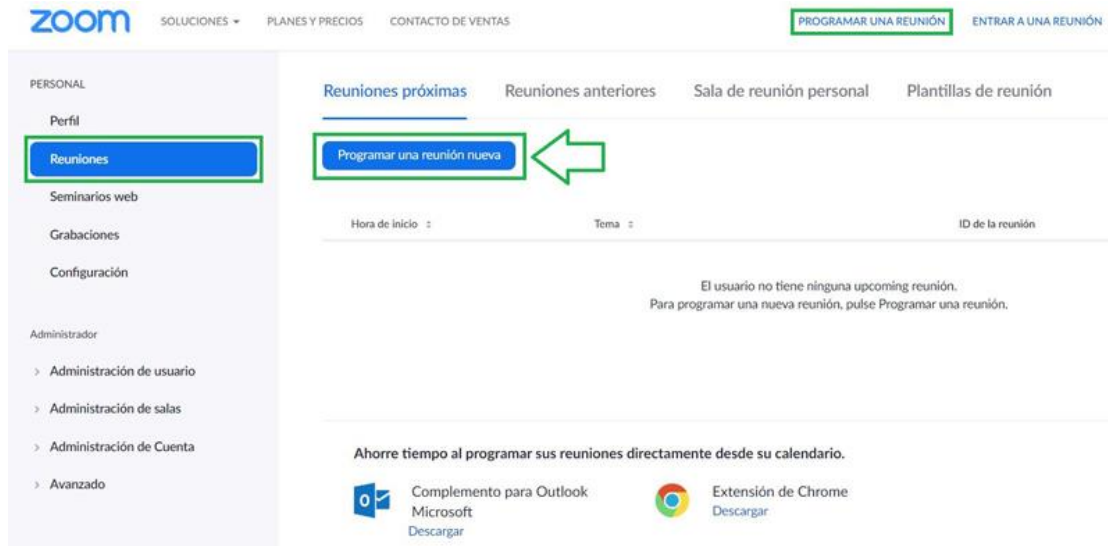 zoom
SOLUCIONES
PLANES Y PRECIOS
CONTACTO DE VENTAS
PROGRAMAR UNA REUNIÓN
ENTRAR A UNA REUNIÓN
PERSONAL
Perfil
Reuniones
Seminarios web
Grabaciones
Configuración
Administrador
Administración de usuario
Administración de salas
Administración de Cuenta
Avanzado
Reuniones próximas
Reuniones anteriores
Sala de reunión personal
Plantillas de reunión
Programar una reunión nueva
Hora de inicio
Tema
ID de la reunión
El usuario no tiene ninguna upcoming reunión.
Para programar una nueva reunión, pulse Programar una reunión.
Ahorre tiempo al programar sus reuniones directamente desde su calendario.
Complemento para Outlook
Microsoft
Descargar
Extensión de Chrome
Descargar